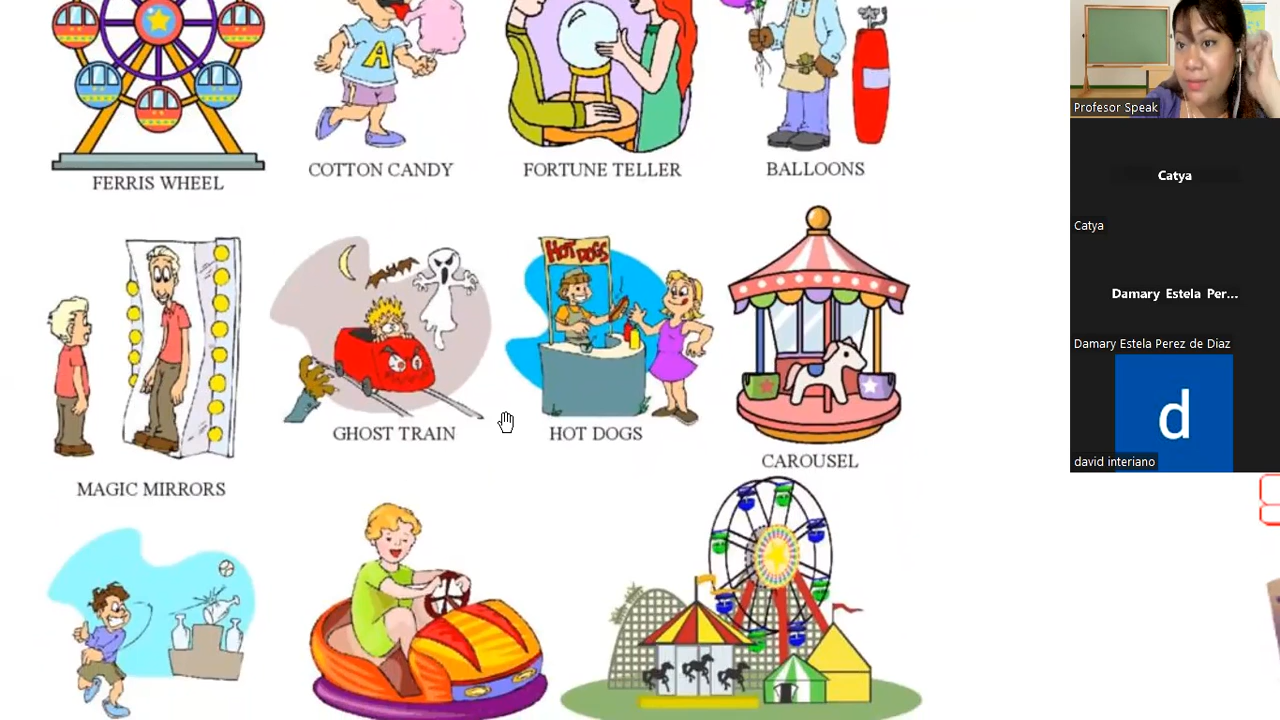 A
FERRIS WHEEL
COTTON CANDY
FORTUNE TELLER
BALLOONS
HOT DOGS
MAGIC MIRRORS
GHOST TRAIN
HOT DOGS
CAROUSEL
Profesor Speak
Catya
Catya
Damary Estela Per...
Damary Estela Perez de Diaz
d
david interiano